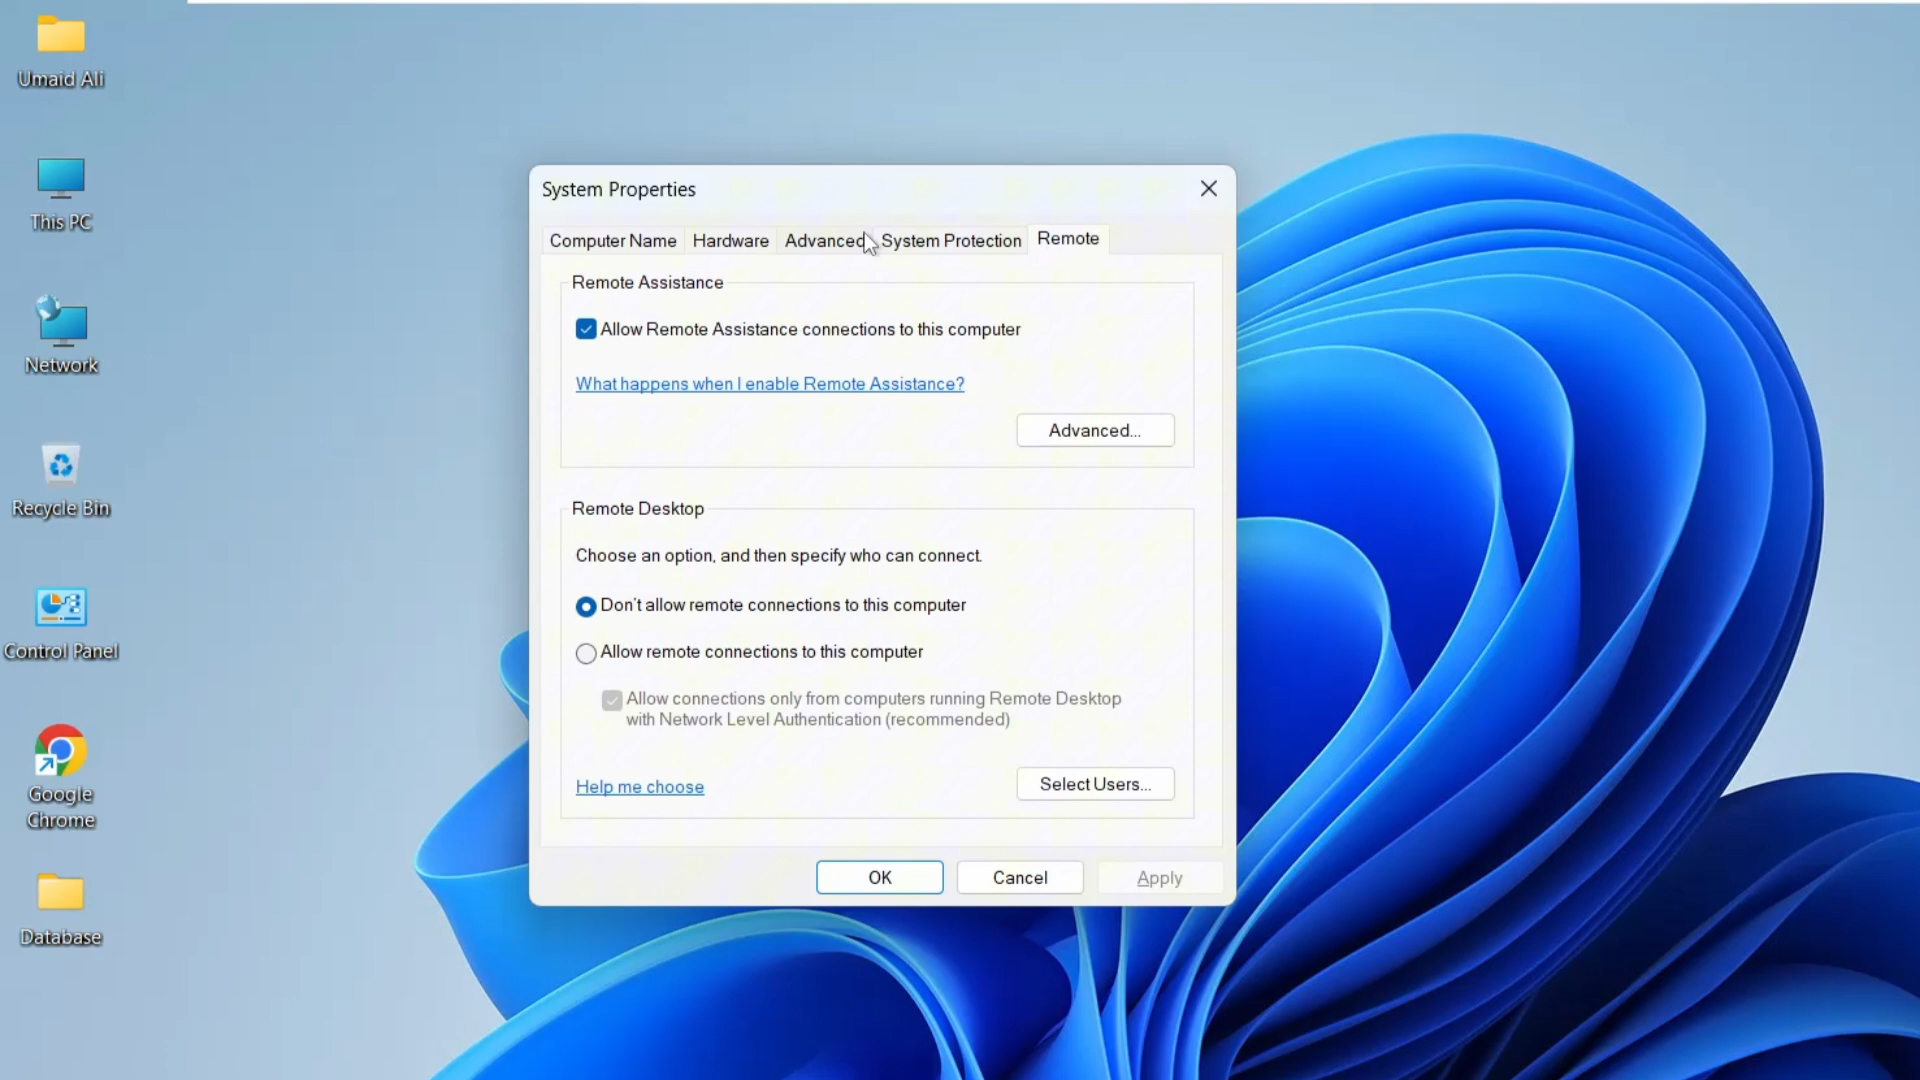 Umaid Ali
This PC
Network
Recycle Bin
Control Panel
Google
Chrome
Database
System Properties
Computer Name Hardware Advanced System Protection Remote
Remote Assistance
Allow Remote Assistance connections to this computer
What happens when I enable Remote Assistance?
Advanced...
Remote Desktop
Choose an option, and then specify who can connect.
Don't allow remote connections to this computer
Allow remote connections to this computer
Allow connections only from computers running Remote Desktop
with Network Level Authentication (recommended)
Help me choose
Select Users...
OK Cancel Apply